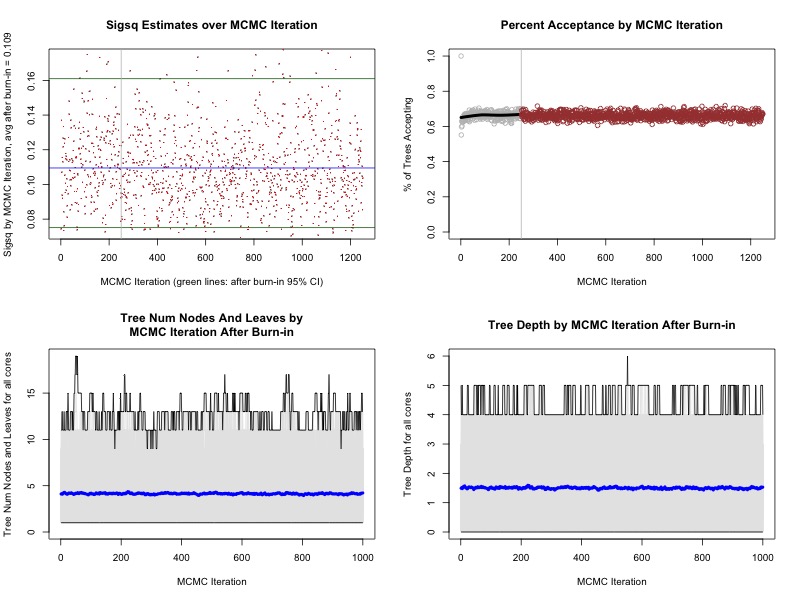 Sigsq Estimates over MCMC Iteration
Sigsq by MCMC Iteration, avg after burn-in = 0.109
0.16
0.14
0.12
0.10
0.08
0 200 400 600 800 1000 1200
MCMC Iteration (green lines: after burn-in 95% CI)
Percent Acceptance by MCMC Iteration
% of Trees Accepting
1.0
0.8
0.6
0.4
0.2
0.0
0 200 400 600 800 1000 1200
MCMC Iteration
Tree Num Nodes And Leaves by
MCMC Iteration After Burn-in
Tree Num Nodes and Leaves for all cores
15
10
5
0
0 200 400 600 800 1000
MCMC Iteration
Tree Depth by MCMC Iteration After Burn-in
Tree Depth for all cores
6
5
4
3
2
1
0
0 200 400 600 800 1000
MCMC Iteration